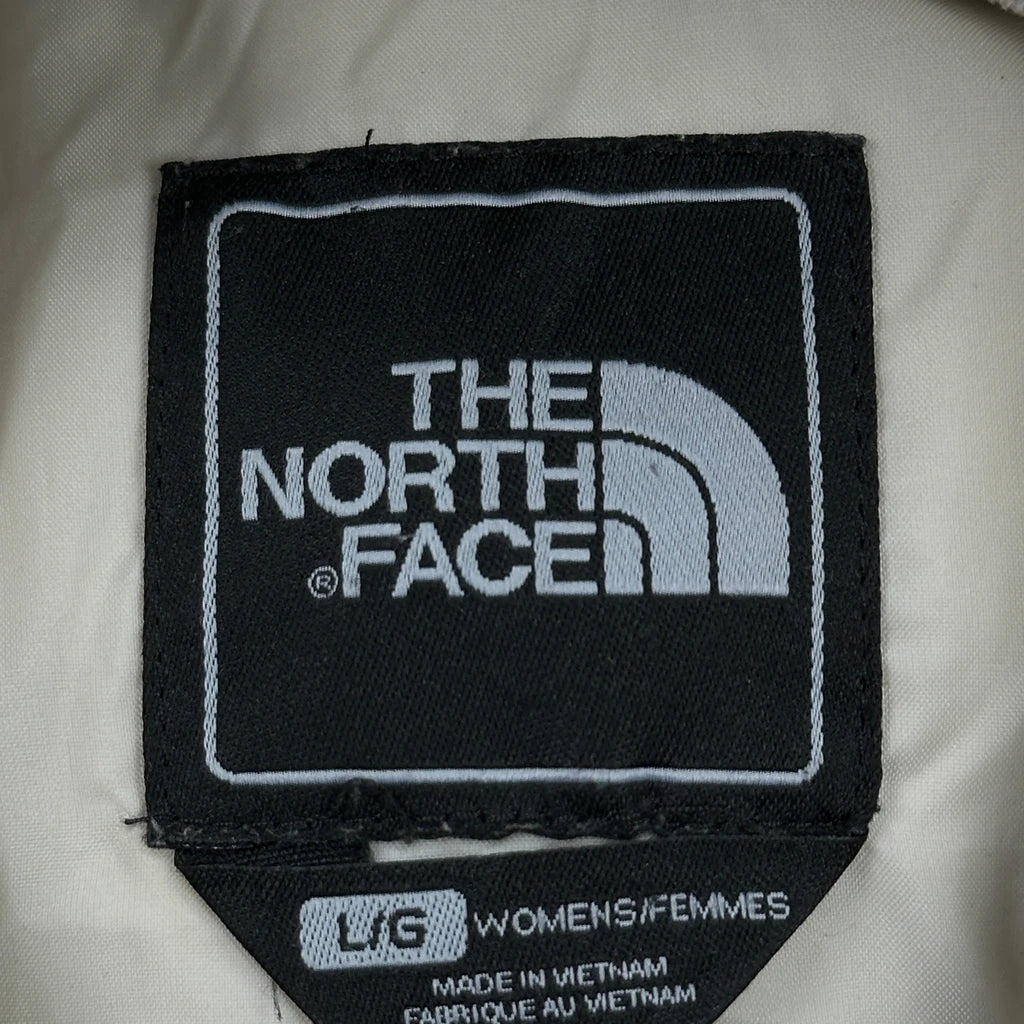 THE
NORTH
® FACE
L/G WOMENS/FEMMES
MADE IN VIETNAM
FABRIQUE AU VIETNAM